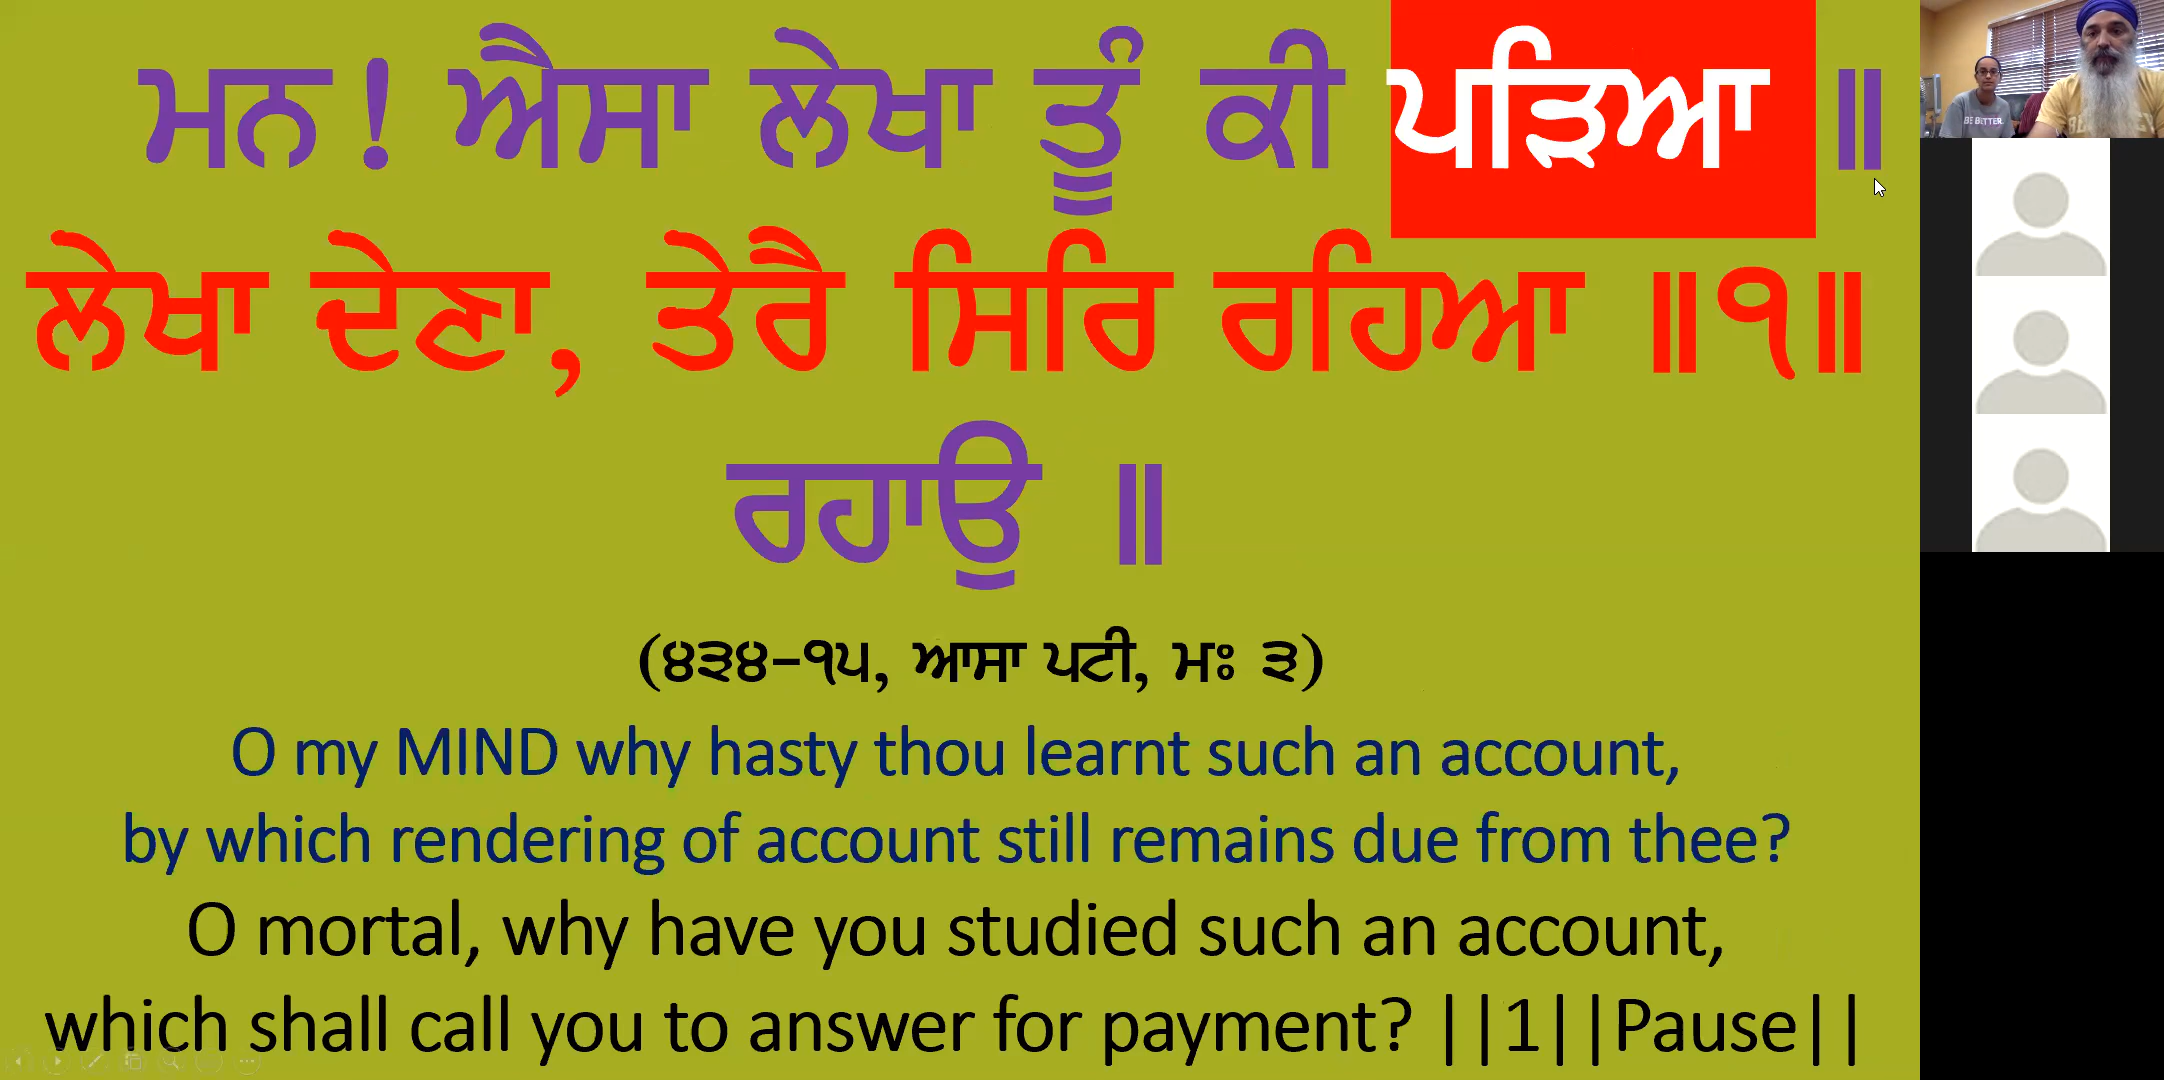 ਮਨ! ਐਸਾ ਲੇਖਾ ਤੂੰ ਕੀ ਪੜਿਆ ॥
ਲੇਖਾ ਦੇਣਾ, ਤੇਰੈ ਸਿਰਿ ਰਹਿਆ ॥੧॥
ਰਹਾਉ ॥
(੪੩੪-੧੫, ਆਸਾ ਪਟੀ, ਮਃ ੩)
O my MIND why hasty thou learnt such an account,
by which rendering of account still remains due from thee?
O mortal, why have you studied such an account,
which shall call you to answer for payment? ||1||Pause||
BE BETTER.